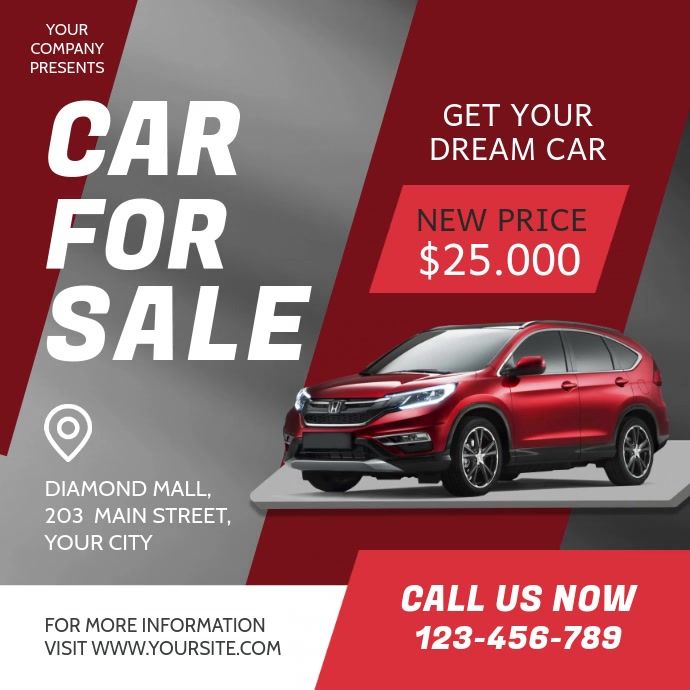 YOUR
COMPANY
PRESENTS
CAR
FOR
SALE
GET YOUR
DREAM CAR
NEW PRICE
$25.000
DIAMOND MALL,
203 MAIN STREET,
YOUR CITY
FOR MORE INFORMATION
VISIT WWW.YOURSITE.COM
CALL US NOW
123-456-789